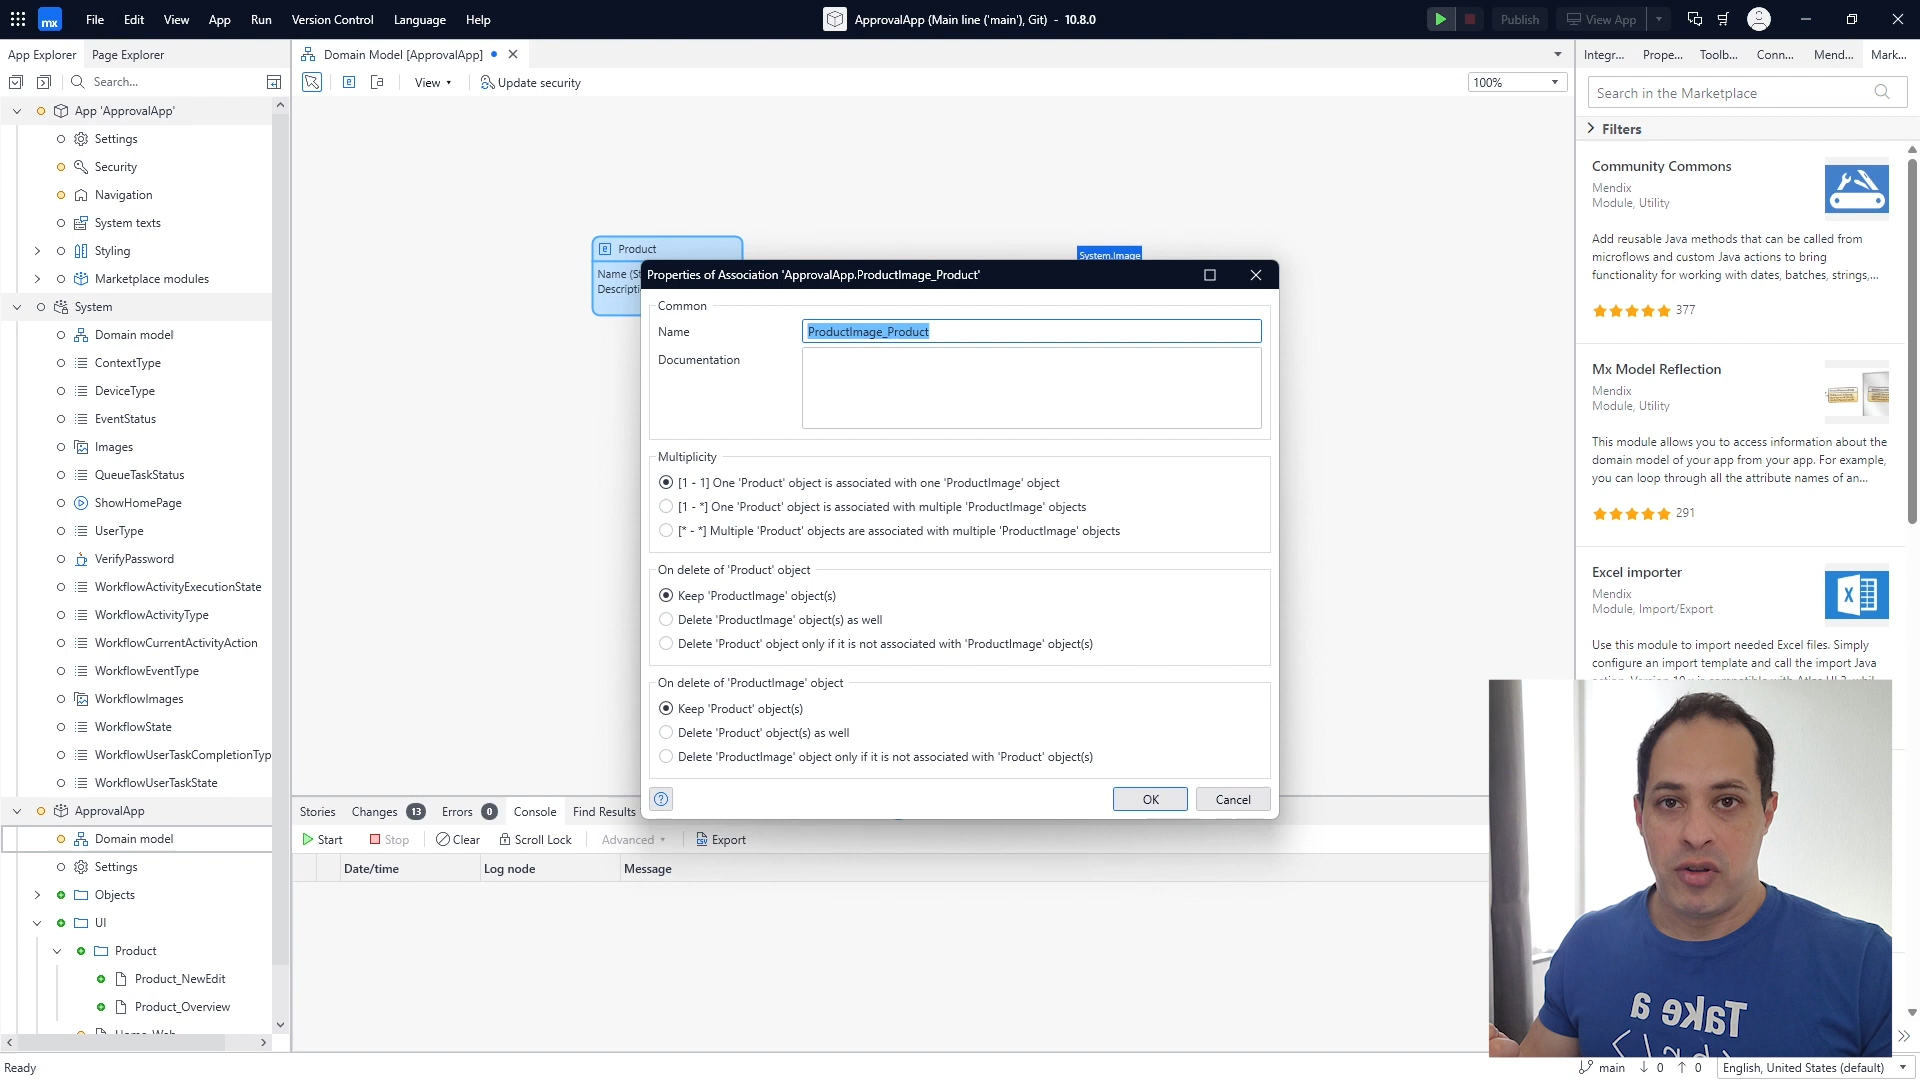 mx File Edit View App Run Version Control Language Help
ApprovalApp (Main line ('main'), Git) - 10.8.0
Publish View App
App Explorer Page Explorer
Domain Model [ApprovalApp]
Integr... Prope... Toolb... Conn... Mend... Mark...
Search...
View
Update security
100%
Search in the Marketplace
Filters
App 'ApprovalApp'
Settings
Security
Navigation
System texts
Styling
Marketplace modules
System
Domain model
ContextType
DeviceType
EventStatus
Images
QueueTaskStatus
ShowHomePage
UserType
VerifyPassword
WorkflowActivityExecutionState
WorkflowActivityType
WorkflowCurrentActivityAction
WorkflowEventType
WorkflowImages
WorkflowState
WorkflowUserTaskCompletionTyp
WorkflowUserTaskState
ApprovalApp
Domain model
Settings
Objects
UI
Product
Product_NewEdit
Product_Overview
Home_Web
Product
Name (S
Descripti
System.Image
Properties of Association 'ApprovalApp.ProductImage_Product'
Common
Name
ProductImage_Product
Documentation
Multiplicity
[1 - 1] One 'Product' object is associated with one 'ProductImage' object
[1 - *] One 'Product' object is associated with multiple 'ProductImage' objects
[* - *] Multiple 'Product' objects are associated with multiple 'ProductImage' objects
On delete of 'Product' object
Keep 'ProductImage' object(s)
Delete 'ProductImage' object(s) as well
Delete 'Product' object only if it is not associated with 'ProductImage' object(s)
On delete of 'ProductImage' object
Keep 'Product' object(s)
Delete 'Product' object(s) as well
Delete 'ProductImage' object only if it is not associated with 'Product' object(s)
OK
Cancel
Stories Changes 13 Errors 0 Console Find Results
Start Stop Clear Scroll Lock Advanced Export
Date/time Log node Message
Community Commons
Mendix
Module, Utility
Add reusable Java methods that can be called from
microflows and custom Java actions to bring
functionality for working with dates, batches, strings,...
377
Mx Model Reflection
Mendix
Module, Utility
This module allows you to access information about the
domain model of your app from your app. For example,
you can loop through all the attribute names of an...
291
Excel importer
Mendix
Module, Import/Export
Use this module to import needed Excel files. Simply
configure an import template and call the import Java
Take a
Ready
main 0 0 English, United States (default)